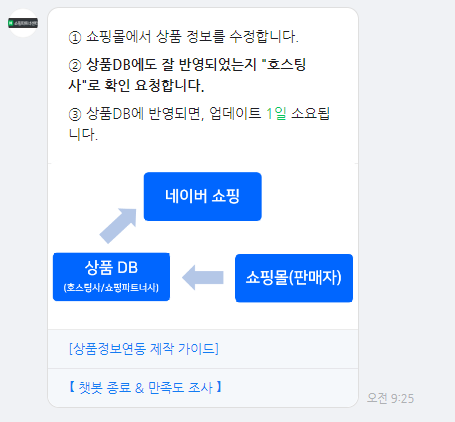 ① 쇼핑몰에서 상품 정보를 수정합니다.
② 상품DB에도 잘 반영되었는지 "호스팅
사"로 확인 요청합니다.
③ 상품DB에 반영되면, 업데이트 1일 소요됩
니다.
네이버 쇼핑
상품 DB
(호스팅사/쇼핑파트너사)
쇼핑몰(판매자)
[상품정보연동 제작 가이드]
【 챗봇 종료 & 만족도 조사 】
오전 9:25